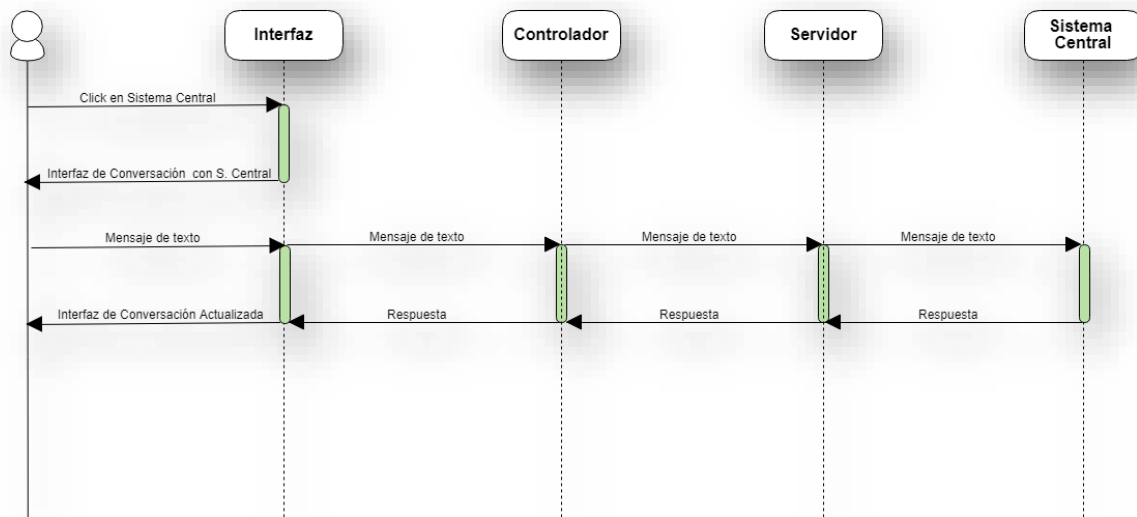 Interfaz
Controlador
Servidor
Sistema
Central
Click en Sistema Central
Interfaz de Conversación con S. Central
Mensaje de texto
Mensaje de texto
Mensaje de texto
Mensaje de texto
Interfaz de Conversación Actualizada
Respuesta
Respuesta
Respuesta